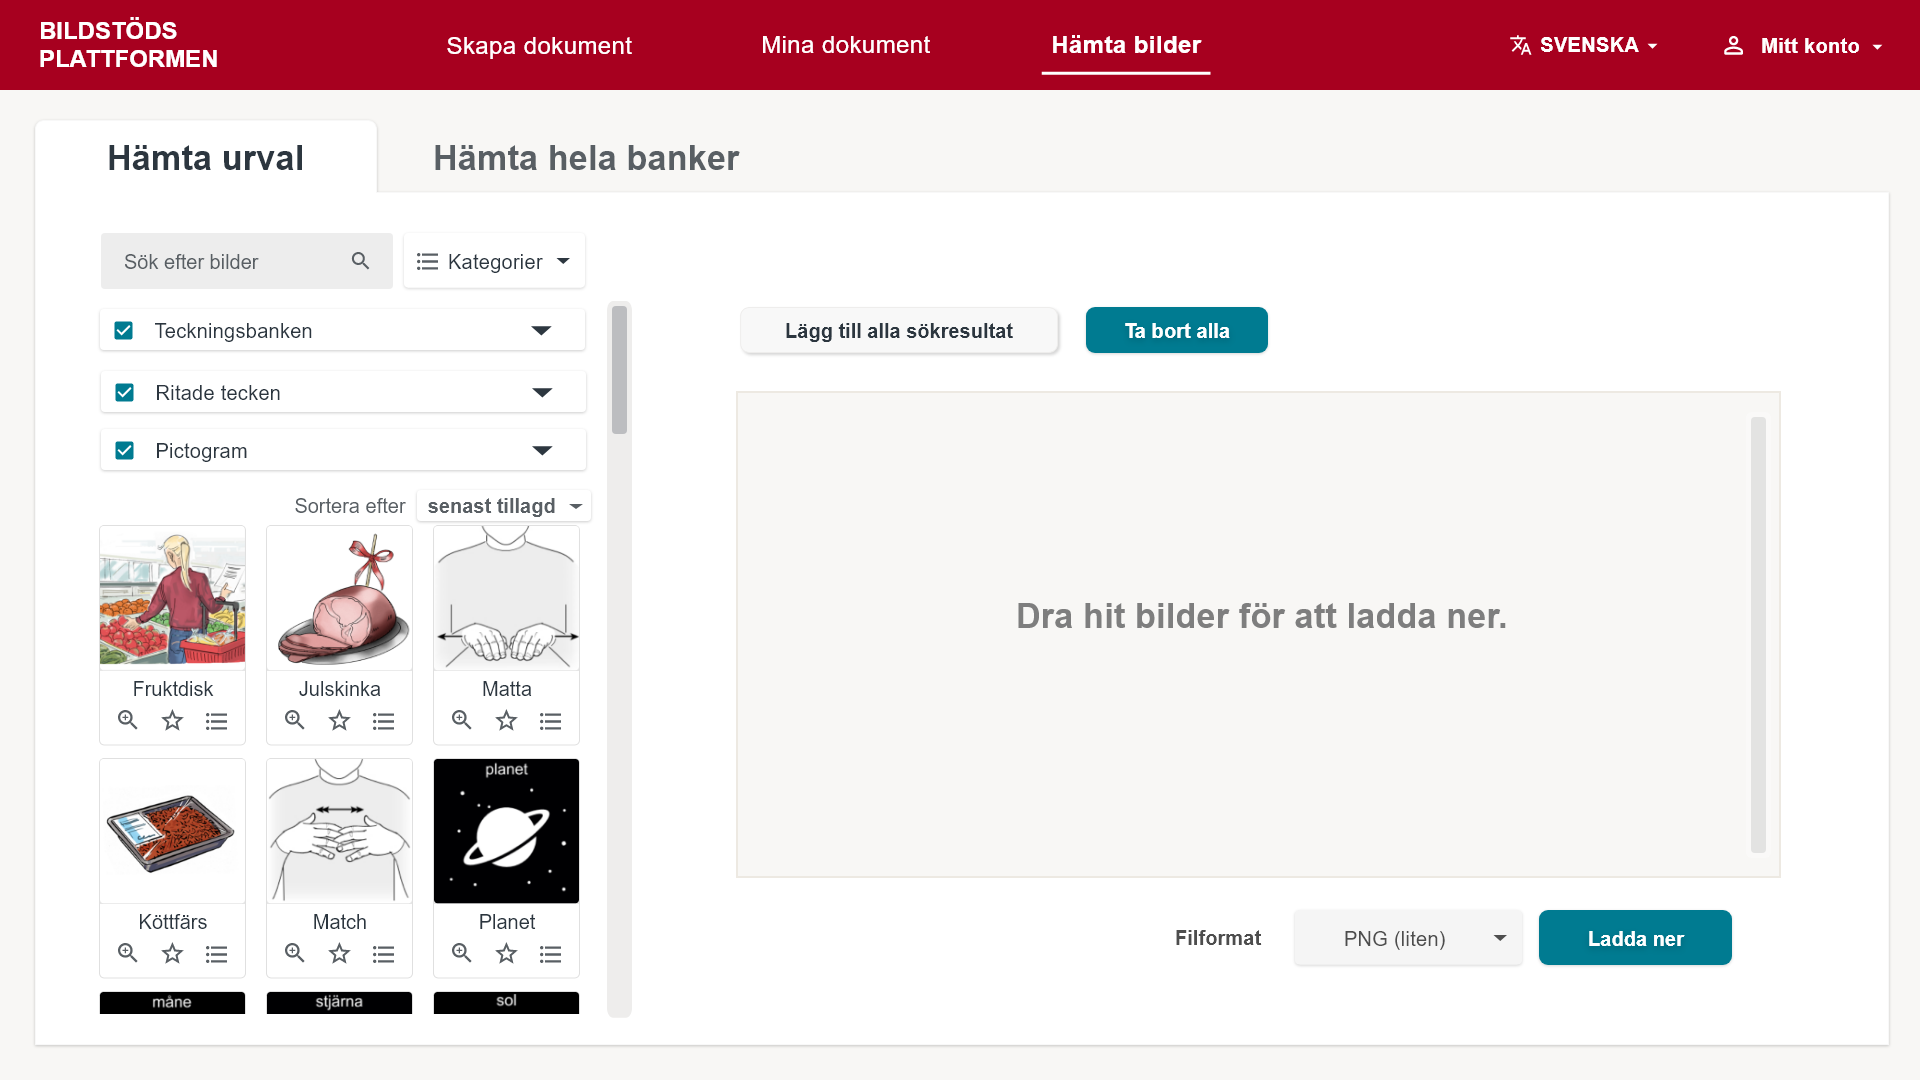 BILDSTÖDS
PLATTFORMEN
Skapa dokument
Mina dokument
Hämta bilder
SVENSKA
Mitt konto
Hämta urval
Hämta hela banker
Sök efter bilder
Kategorier
Teckningsbanken
Ritade tecken
Pictogram
Sortera efter
senast tillagd
Lägg till alla sökresultat
Ta bort alla
Dra hit bilder för att ladda ner.
Fruktdisk
Julskinka
Matta
planet
Köttfärs
Match
Planet
måne
stjärna
sol
Filformat
PNG (liten)
Ladda ner